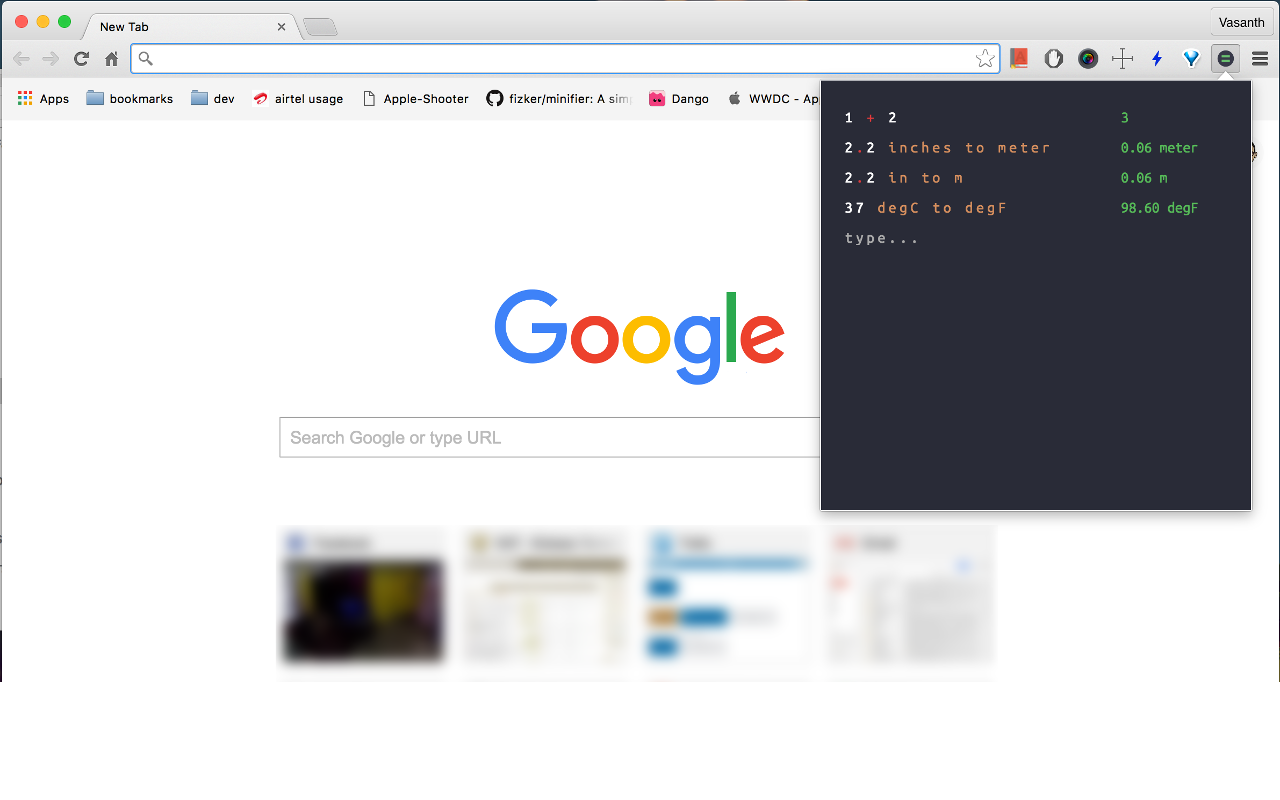 New Tab
Vasanth
Apps
bookmarks
dev
airtel usage
Apple-Shooter
fizker/minifier: A sim
Dango
WWDC - Ap
1 + 2 3
2.2 inches to meter 0.06 meter
2.2 in to m 0.06 m
37 degC to degF 98.60 degF
type...
Google
Search Google or type URL